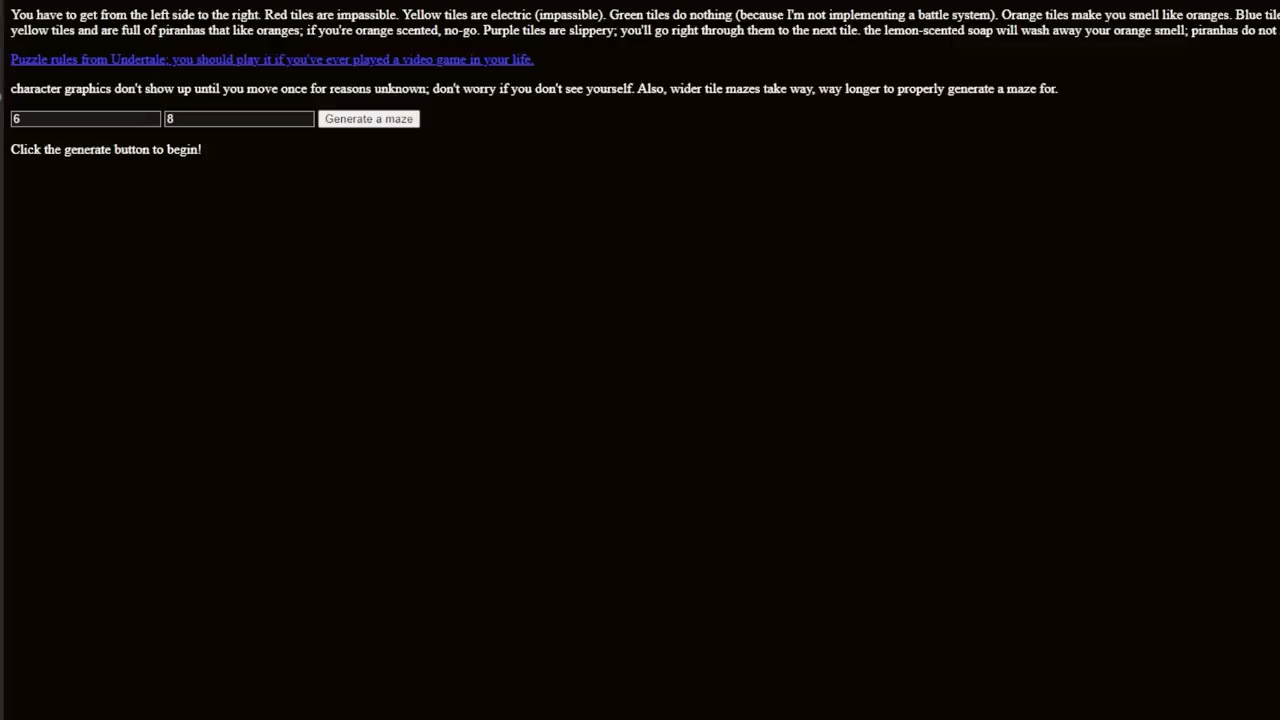 You have to get from the left side to the right. Red tiles are impassible. Yellow tiles are electric (impassible). Green tiles do nothing (because I'm not implementing a battle system). Orange tiles make you smell like oranges. Blue tile
yellow tiles and are full of piranhas that like oranges; if you're orange scented, no-go. Purple tiles are slippery; you'll go right through them to the next tile. the lemon-scented soap will wash away your orange smell; piranhas do not
Puzzle rules from Undertale; you should play it if you've ever played a video game in your life.
character graphics don't show up until you move once for reasons unknown; don't worry if you don't see yourself. Also, wider tile mazes take way, way longer to properly generate a maze for.
6 8 Generate a maze
Click the generate button to begin!